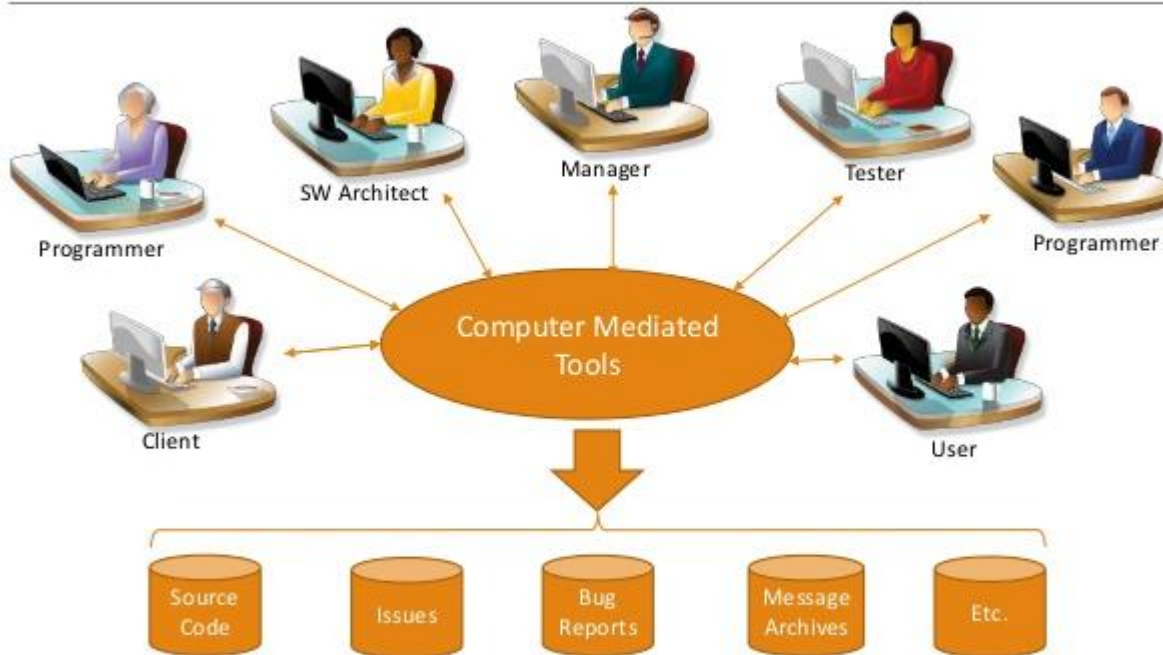 Manager
Tester
SW Architect
Programmer
Programmer
Computer Mediated
Tools
Client
User
Source
Code
Issues
Bug
Reports
Message
Archives
Etc.